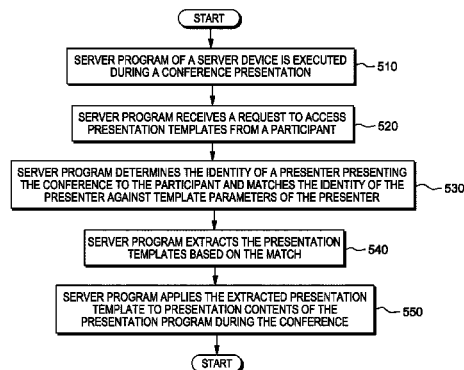 START
SERVER PROGRAM OF A SERVER DEVICE IS EXECUTED
DURING A CONFERENCE PRESENTATION
510
SERVER PROGRAM RECEIVES A REQUEST TO ACCESS
PRESENTATION TEMPLATES FROM A PARTICIPANT
520
SERVER PROGRAM DETERMINES THE IDENTITY OF A PRESENTER PRESENTING
THE CONFERENCE TO THE PARTICIPANT AND MATCHES THE IDENTITY OF THE
PRESENTER AGAINST TEMPLATE PARAMETERS OF THE PRESENTER
530
SERVER PROGRAM EXTRACTS THE PRESENTATION
TEMPLATES BASED ON THE MATCH
540
SERVER PROGRAM APPLIES THE EXTRACTED PRESENTATION
TEMPLATE TO PRESENTATION CONTENTS OF THE
PRESENTATION PROGRAM DURING THE CONFERENCE
550
START